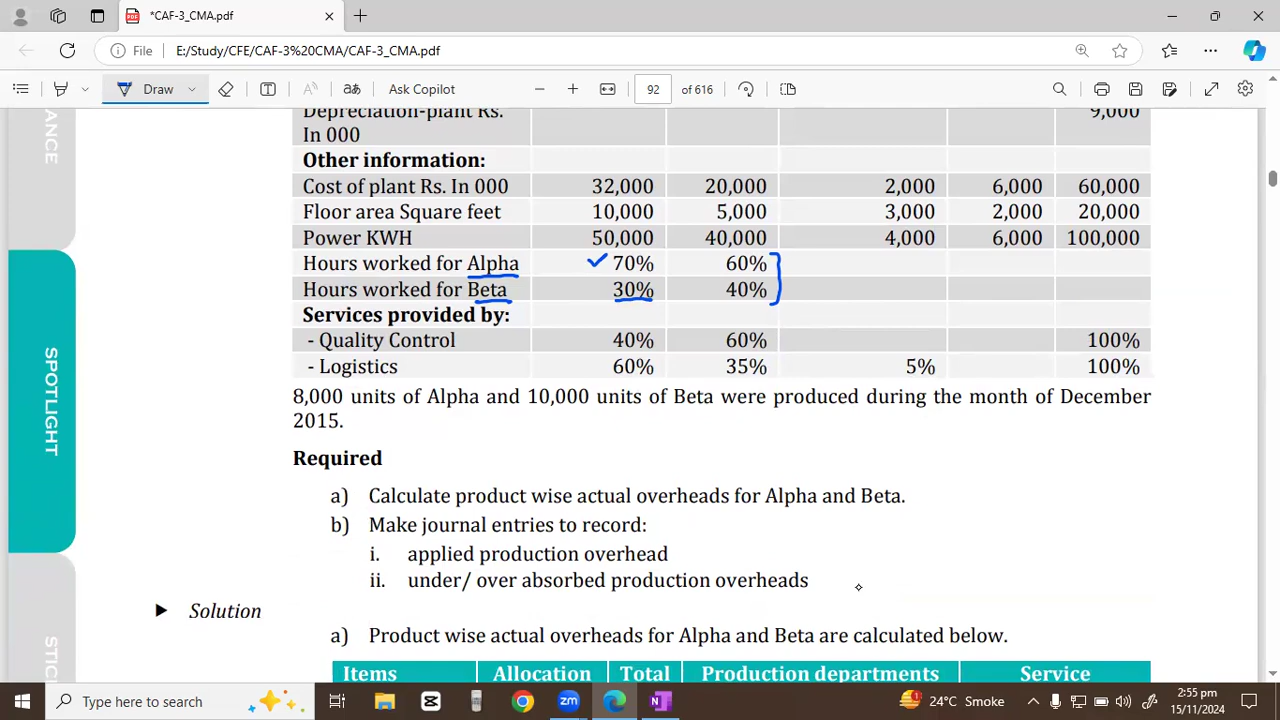 *CAF-3_CMA.pdf
File E:/Study/CFE/CAF-3%20CMA/CAF-3_CMA.pdf
Draw Ask Copilot 92 of 616
Depreciation-plant Rs. 9,000
In 000
Other information:
Cost of plant Rs. In 000 32,000 20,000 2,000 6,000 60,000
Floor area Square feet 10,000 5,000 3,000 2,000 20,000
Power KWH 50,000 40,000 4,000 6,000 100,000
Hours worked for Alpha 70% 60%
Hours worked for Beta 30% 40%
Services provided by:
- Quality Control 40% 60% 100%
- Logistics 60% 35% 5% 100%
8,000 units of Alpha and 10,000 units of Beta were produced during the month of December
2015.
Required
a) Calculate product wise actual overheads for Alpha and Beta.
b) Make journal entries to record:
i. applied production overhead
ii. under/ over absorbed production overheads
Solution
a) Product wise actual overheads for Alpha and Beta are calculated below.
Items Allocation Total Production departments Service
ANCE
SPOTLIGHT
STIC
Type here to search
zm
24°C Smoke
2:55 pm
15/11/2024